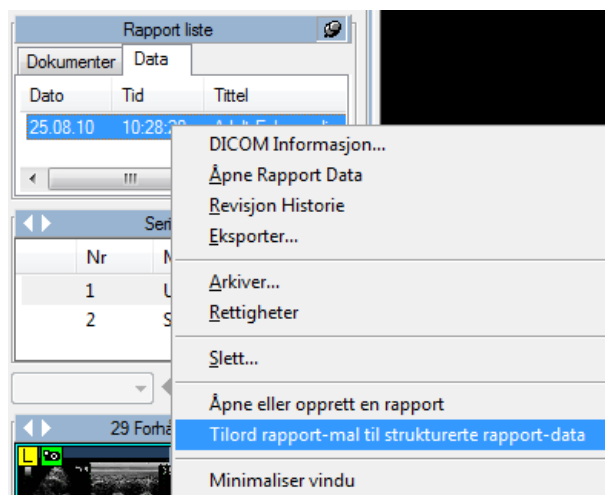 Rapport liste
Dokumenter Data
Dato Tid Tittel
25.08.10
DICOM Informasjon...
Åpne Rapport Data
Revisjon Historie
Eksporter...
Nr
1
2
Arkiver...
Rettigheter
Slett...
Åpne eller opprett en rapport
Tilord rapport-mal til strukturerte rapport-data
Minimaliser vindu
29
L